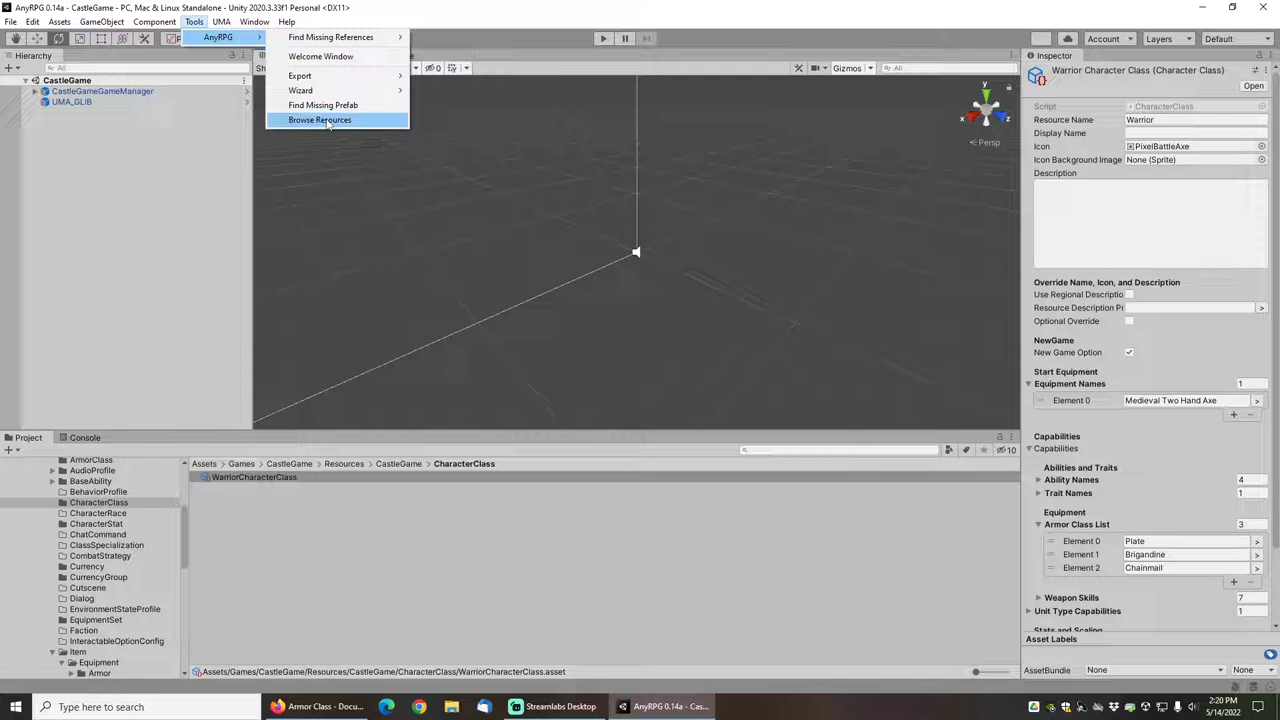 AnyRPG 0.14a - CastleGame - PC, Mac & Linux Standalone - Unity 2020.3.33f1 Personal <DX11>
File Edit Assets GameObject Component Tools UMA Window Help
AnyRPG
Find Missing References
Welcome Window
Export
Wizard
Find Missing Prefab
Browse Resources
Account Layers Default
Hierarchy
All
CastleGame
CastleGameGameManager
UMA_GLIB
0
Gizmos
All
y
x
z
Persp
Inspector
Warrior Character Class (Character Class)
Open
Script CharacterClass
Resource Name Warrior
Display Name
Icon PixelBattleAxe
Icon Background Image None (Sprite)
Description
Override Name, Icon, and Description
Use Regional Descriptio
Resource Description Pr
Optional Override
NewGame
New Game Option
Start Equipment
Equipment Names 1
Element 0 Medieval Two Hand Axe
Capabilities
Capabilities
Abilities and Traits
Ability Names 4
Trait Names 1
Equipment
Armor Class List 3
Element 0 Plate
Element 1 Brigandine
Element 2 Chainmail
Weapon Skills 7
Unit Type Capabilities 1
Stats and Scaling
Asset Labels
AssetBundle None None
Project Console
10
ArmorClass
AudioProfile
BaseAbility
BehaviorProfile
CharacterClass
CharacterRace
CharacterStat
ChatCommand
ClassSpecialization
CombatStrategy
Currency
CurrencyGroup
Cutscene
Dialog
EnvironmentStateProfile
EquipmentSet
Faction
InteractableOptionConfig
Item
Equipment
Armor
Assets > Games > CastleGame > Resources > CastleGame > CharacterClass
WarriorCharacterClass
Assets/Games/CastleGame/Resources/CastleGame/CharacterClass/WarriorCharacterClass.asset
Type here to search
Armor Class - Docu...
Streamlabs Desktop
AnyRPG 0.14a - Cas...
2:20 PM
5/14/2022